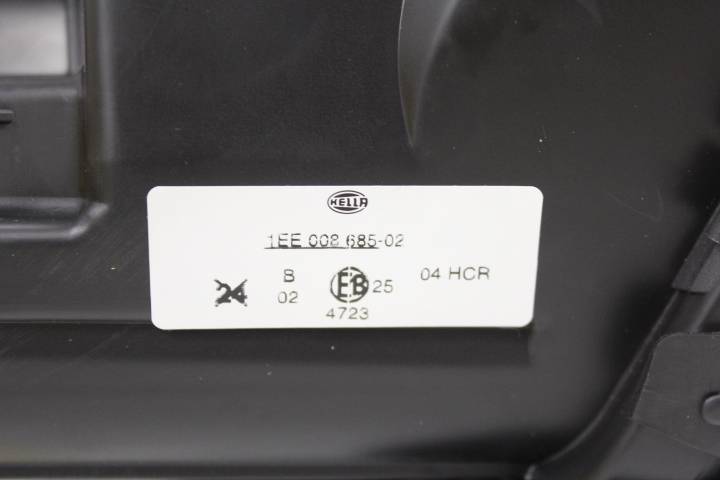 HELLA
1EE 008 685-02
24 B 04 HCR
02 E8 25
4723